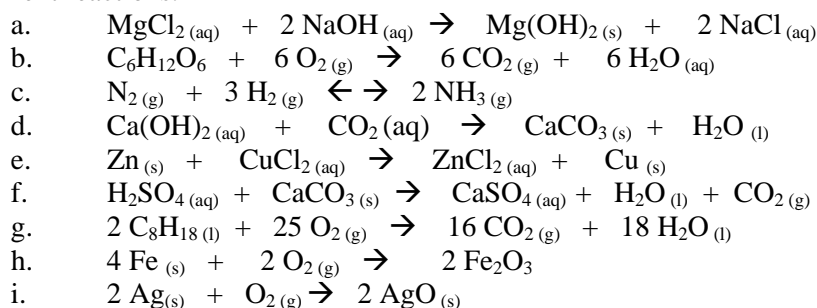 a. MgCl₂ (aq) + 2 NaOH (aq) → Mg(OH)₂ (s) + 2 NaCl (aq)
b. C₆H₁₂O₆ + 6 O₂ (g) → 6 CO₂ (g) + 6 H₂O (aq)
c. N₂ (g) + 3 H₂ (g) ← → 2 NH₃ (g)
d. Ca(OH)₂ (aq) + CO₂ (aq) → CaCO₃ (s) + H₂O (l)
e. Zn (s) + CuCl₂ (aq) → ZnCl₂ (aq) + Cu (s)
f. H₂SO₄ (aq) + CaCO₃ (s) → CaSO₄ (aq) + H₂O (l) + CO₂ (g)
g. 2 C₈H₁₈ (l) + 25 O₂ (g) → 16 CO₂ (g) + 18 H₂O (l)
h. 4 Fe (s) + 2 O₂ (g) → 2 Fe₂O₃
i. 2 Ag(s) + O₂ (g) → 2 AgO (s)